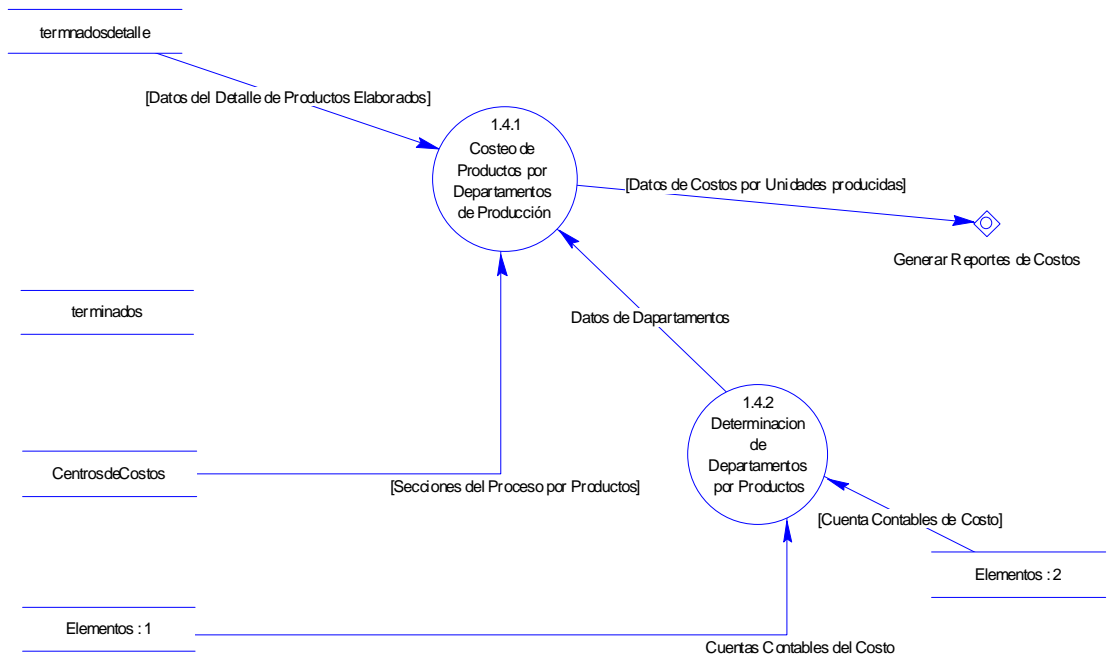 termnadosdetalle
[Datos del Detalle de Productos Elaborados]
1.4.1
Costeo de
Productos por
Departamentos
de Producción
[Datos de Costos por Unidades producidas]
Generar Reportes de Costos
terminados
Datos de Dapartamentos
1.4.2
Determinacion
de
Departamentos
por Productos
CentrosdeCostos
[Secciones del Proceso por Productos]
[Cuenta Contables de Costo]
Elementos : 2
Elementos : 1
Cuentas Contables del Costo